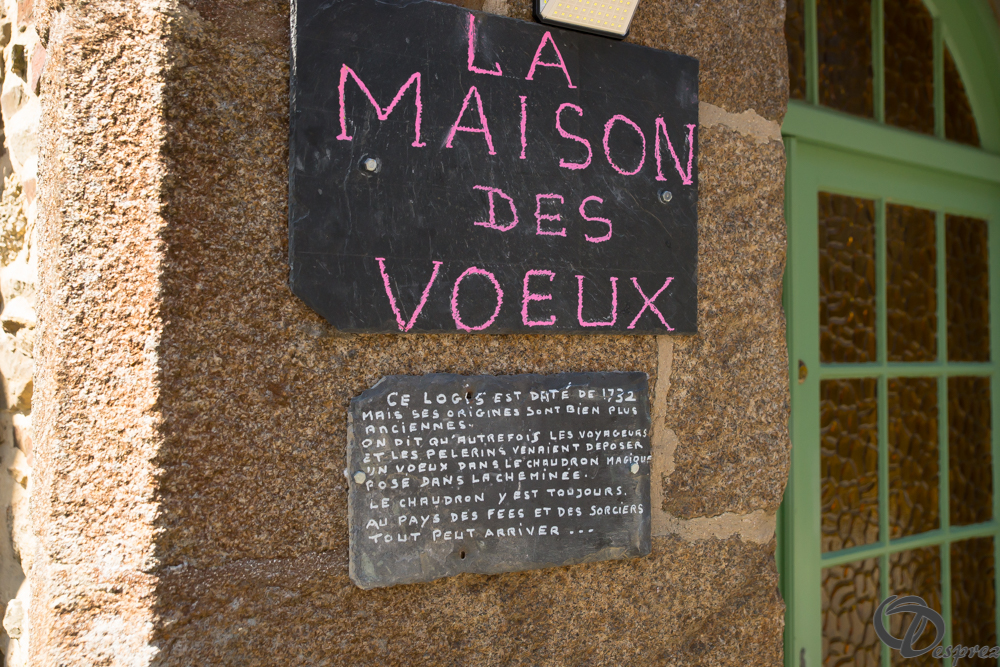 LA
MAISON
DES
VOEUX
CE LOGIS EST DATÉ DE 1732
MAIS SES ORIGINES SONT BIEN PLUS
ANCIENNES.
ON DIT QU'AUTREFOIS LES VOYAGEURS
ET LES PELERINS VENAIENT DEPOSER
UN VOEUX DANS LE CHAUDRON MAGIQUE
POSE DANS LA CHEMINÉE.
LE CHAUDRON Y EST TOUJOURS.
AU PAYS DES FEES ET DES SORCIERS
TOUT PEUT ARRIVER ...
Desprez